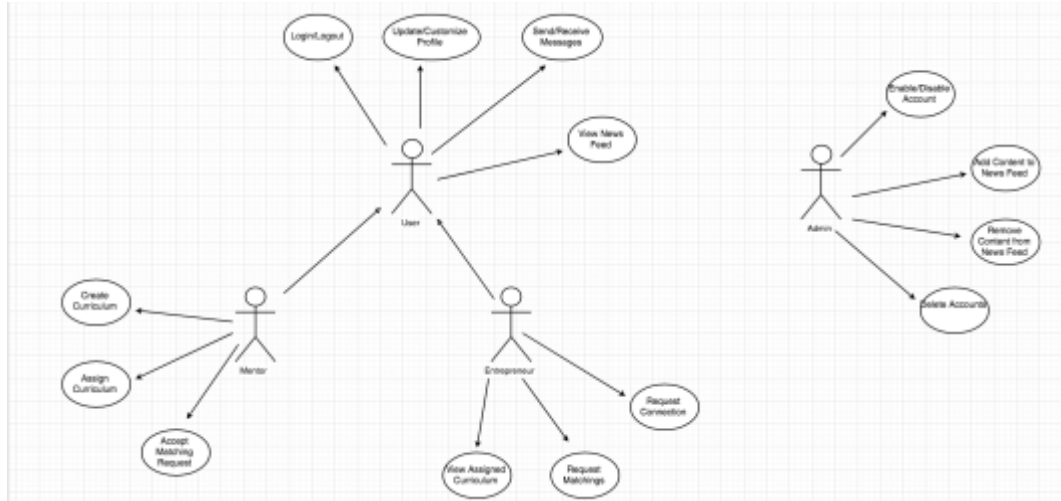 Login/Logout
Update/Customize
Profile
Send/Receive
Messages
Enable/Disable
Account
View News
Feed
Add Content to
News Feed
User
Admin
Remove
Content from
News Feed
Create
Curriculum
Delete Accounts
Mentor
Entrepreneur
Assign
Curriculum
Request
Connection
Accept
Matching
Request
View Assigned
Curriculum
Request
Matchings